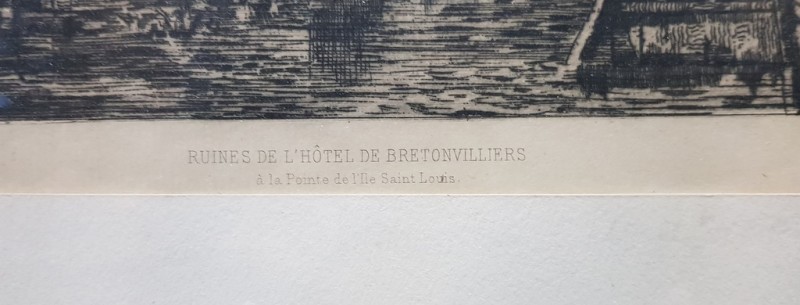 RUINES DE L'HÔTEL DE BRETONVILLIERS
à la Pointe de l'Ile Saint Louis.